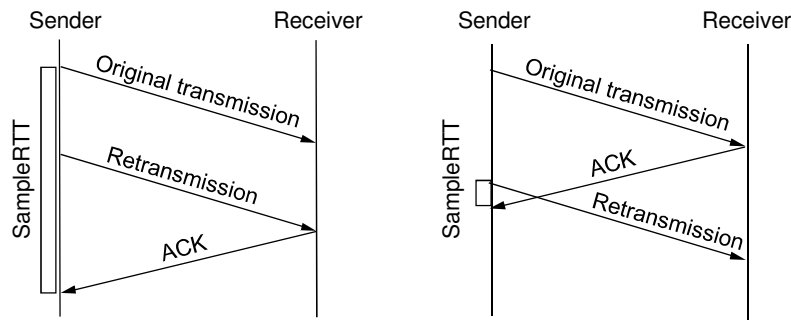 Sender
Receiver
SampleRTT
Original transmission
Retransmission
ACK
Sender
Receiver
SampleRTT
Original transmission
ACK
Retransmission